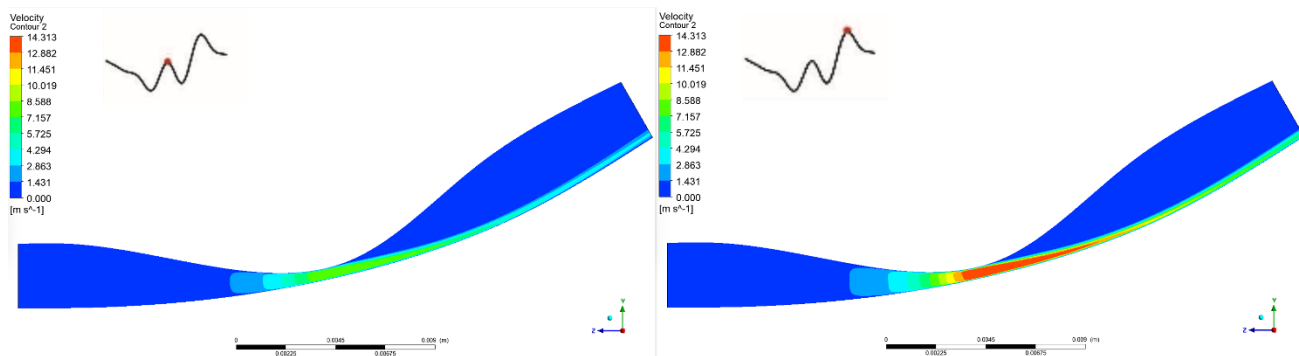 Velocity
Contour 2
14.313
12.882
11.451
10.019
8.588
7.157
5.725
4.294
2.863
1.431
0.000
[m s^-1]
0
0.0045
0.009 (m)
0.00225
0.00675
Y
Z
Velocity
Contour 2
14.313
12.882
11.451
10.019
8.588
7.157
5.725
4.294
2.863
1.431
0.000
[m s^-1]
0
0.0045
0.009 (m)
0.00225
0.00675
Y
Z